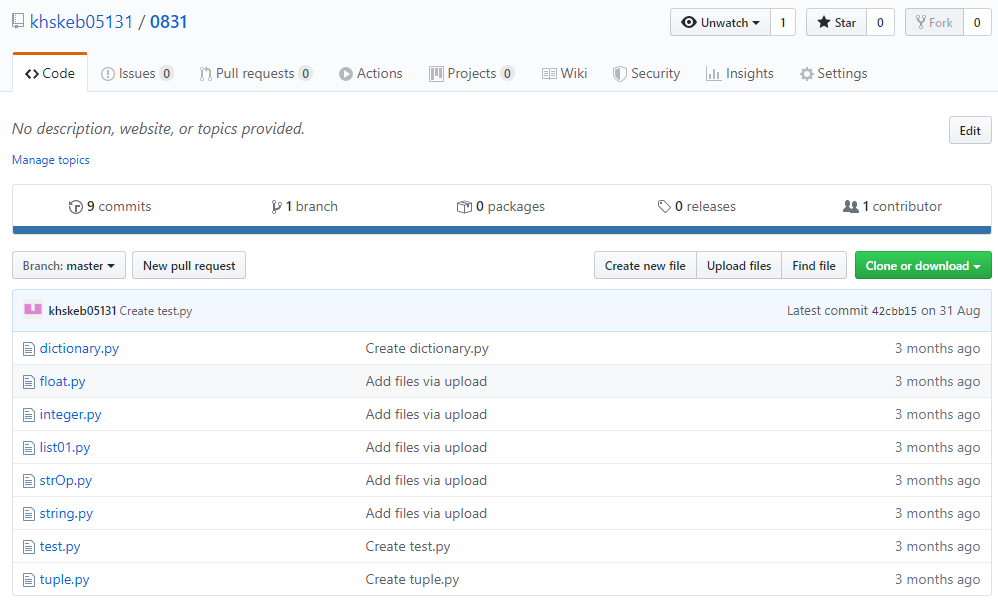 khskeb05131 / 0831 Unwatch 1 Star 0 Fork 0
Code Issues 0 Pull requests 0 Actions Projects 0 Wiki Security Insights Settings
No description, website, or topics provided. Edit
Manage topics
9 commits 1 branch 0 packages 0 releases 1 contributor
Branch: master New pull request Create new file Upload files Find file Clone or download
khskeb05131 Create test.py Latest commit 42cbb15 on 31 Aug
dictionary.py Create dictionary.py 3 months ago
float.py Add files via upload 3 months ago
integer.py Add files via upload 3 months ago
list01.py Add files via upload 3 months ago
strOp.py Add files via upload 3 months ago
string.py Add files via upload 3 months ago
test.py Create test.py 3 months ago
tuple.py Create tuple.py 3 months ago